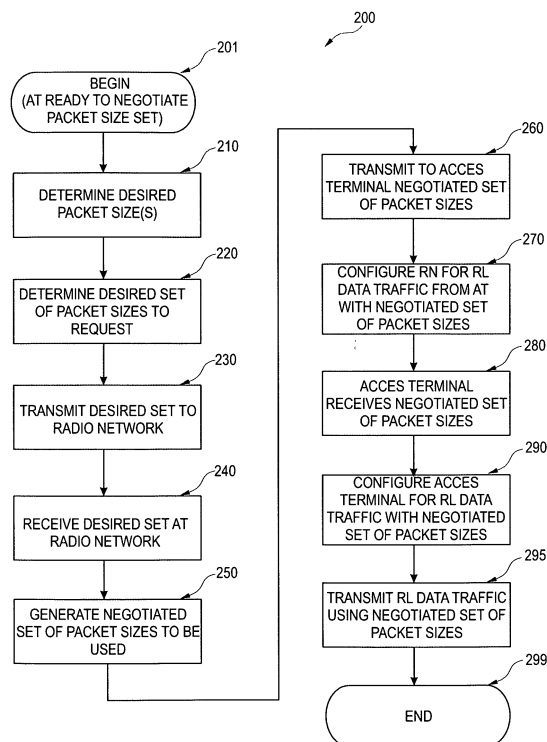 200
201
BEGIN
(AT READY TO NEGOTIATE
PACKET SIZE SET)
210
DETERMINE DESIRED
PACKET SIZE(S)
220
DETERMINE DESIRED SET
OF PACKET SIZES TO
REQUEST
230
TRANSMIT DESIRED SET TO
RADIO NETWORK
240
RECEIVE DESIRED SET AT
RADIO NETWORK
250
GENERATE NEGOTIATED
SET OF PACKET SIZES TO BE
USED
260
TRANSMIT TO ACCES
TERMINAL NEGOTIATED SET
OF PACKET SIZES
270
CONFIGURE RN FOR RL
DATA TRAFFIC FROM AT
WITH NEGOTIATED SET
OF PACKET SIZES
280
ACCES TERMINAL
RECEIVES NEGOTIATED SET
OF PACKET SIZES
290
CONFIGURE ACCES
TERMINAL FOR RL DATA
TRAFFIC WITH NEGOTIATED
SET OF PACKET SIZES
295
TRANSMIT RL DATA TRAFFIC
USING NEGOTIATED SET OF
PACKET SIZES
299
END